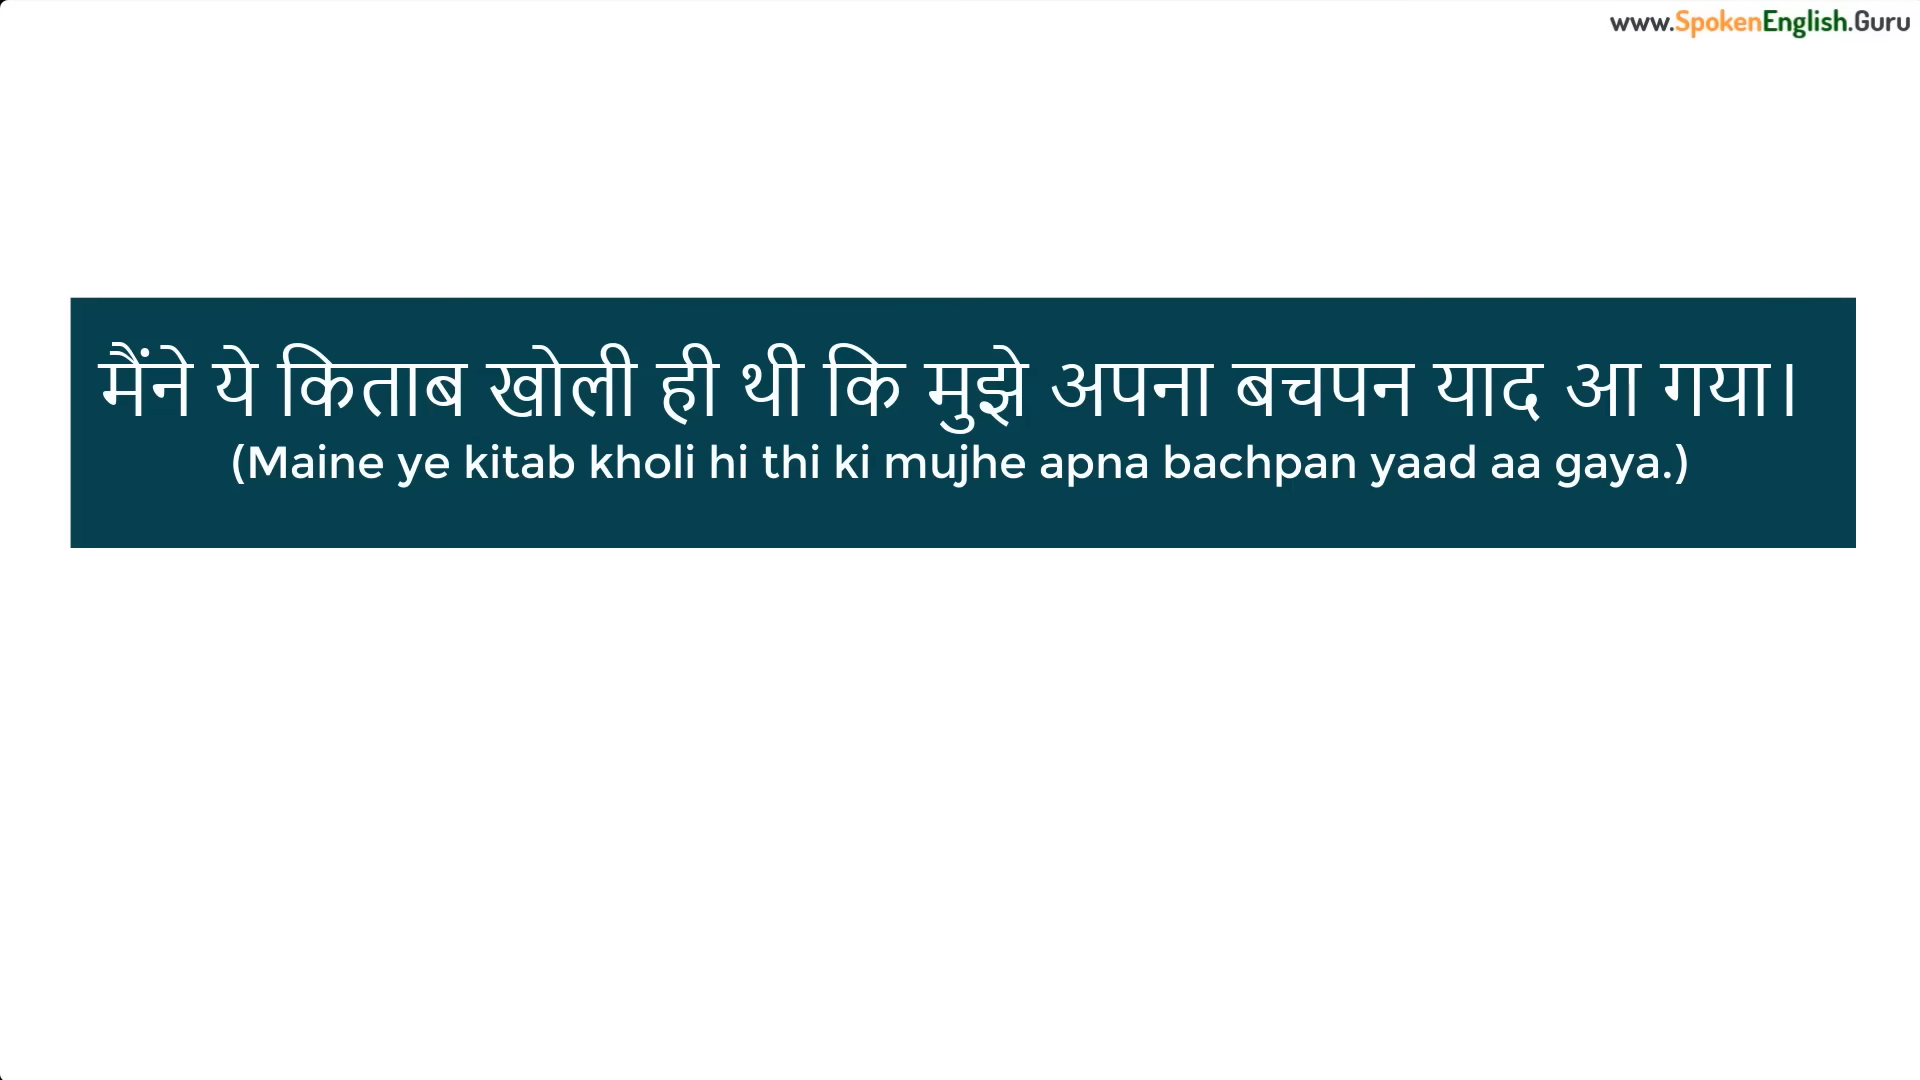 www.SpokenEnglish.Guru
मैंने ये किताब खोली ही थी कि मुझे अपना बचपन याद आ गया।
(Maine ye kitab kholi hi thi ki mujhe apna bachpan yaad aa gaya.)